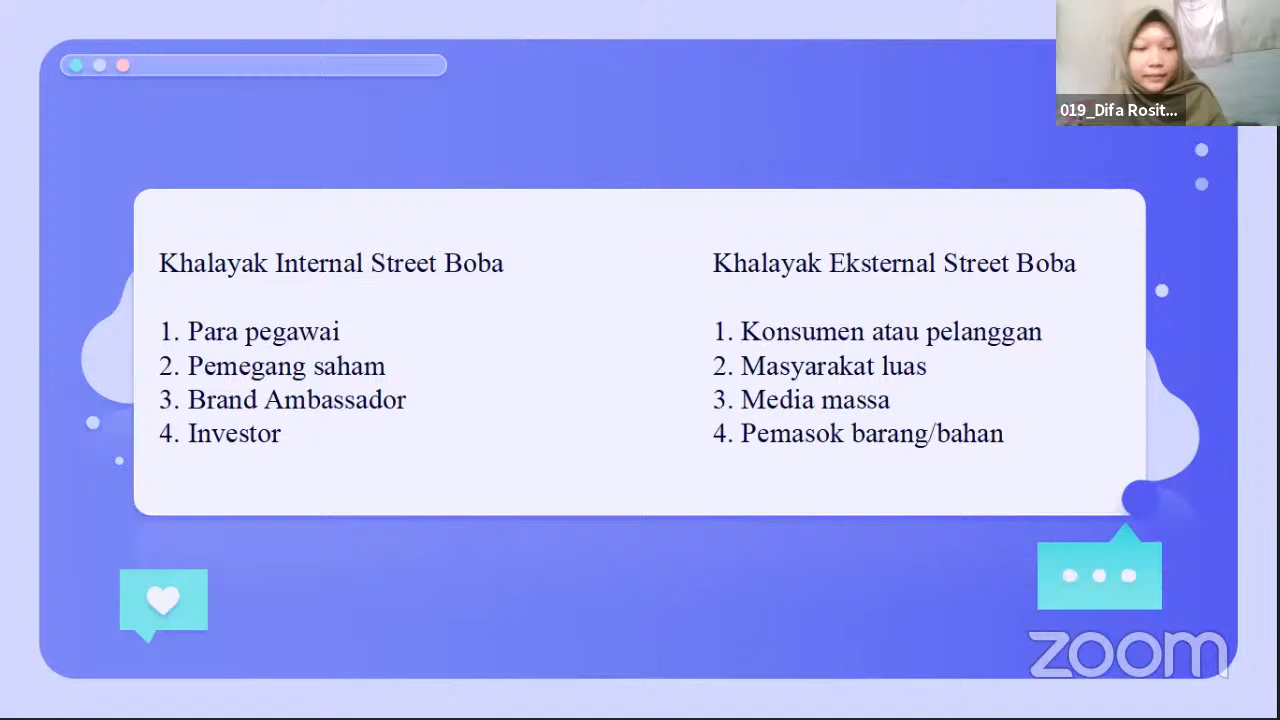 019_Difa Rosit...
Khalayak Internal Street Boba
1. Para pegawai
2. Pemegang saham
3. Brand Ambassador
4. Investor
Khalayak Eksternal Street Boba
1. Konsumen atau pelanggan
2. Masyarakat luas
3. Media massa
4. Pemasok barang/bahan
zoom